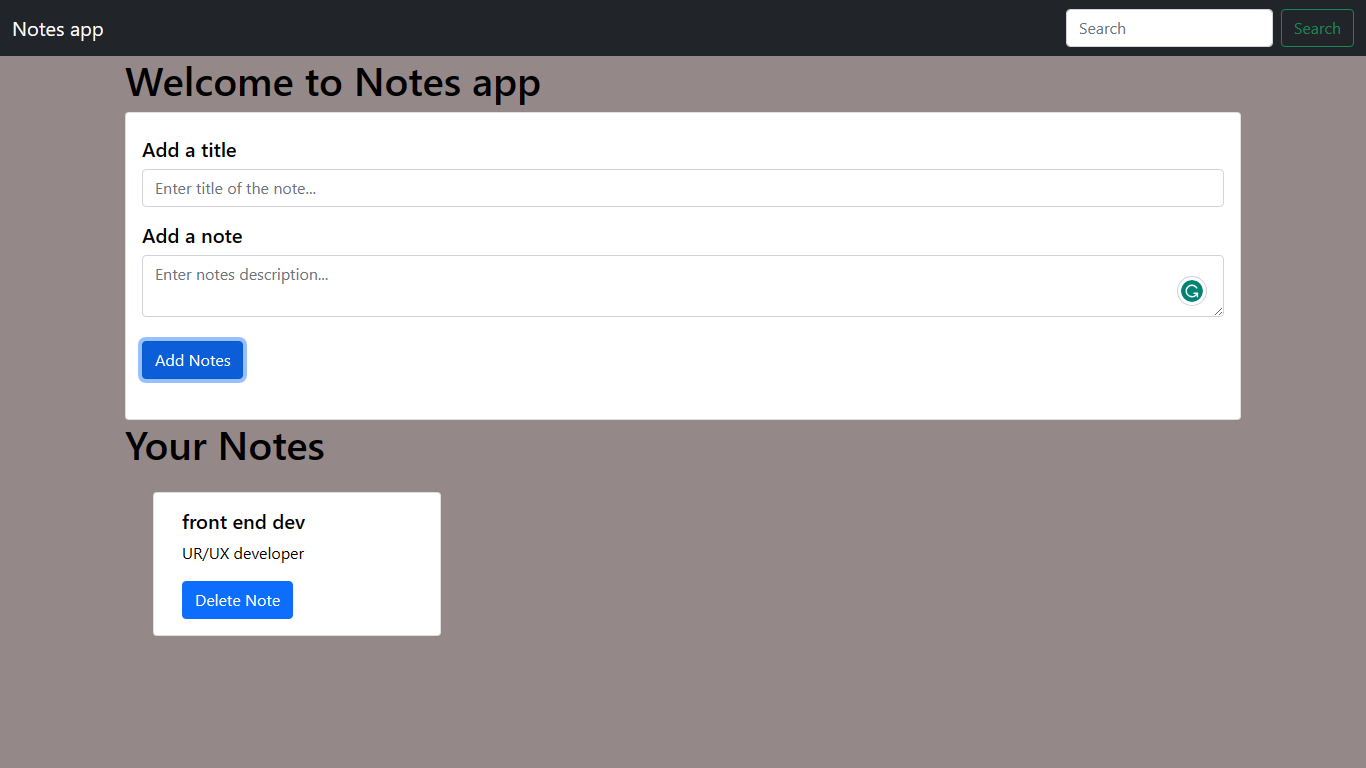 Notes app
Search
Search
Welcome to Notes app
Add a title
Enter title of the note...
Add a note
Enter notes description...
Add Notes
Your Notes
front end dev
UR/UX developer
Delete Note